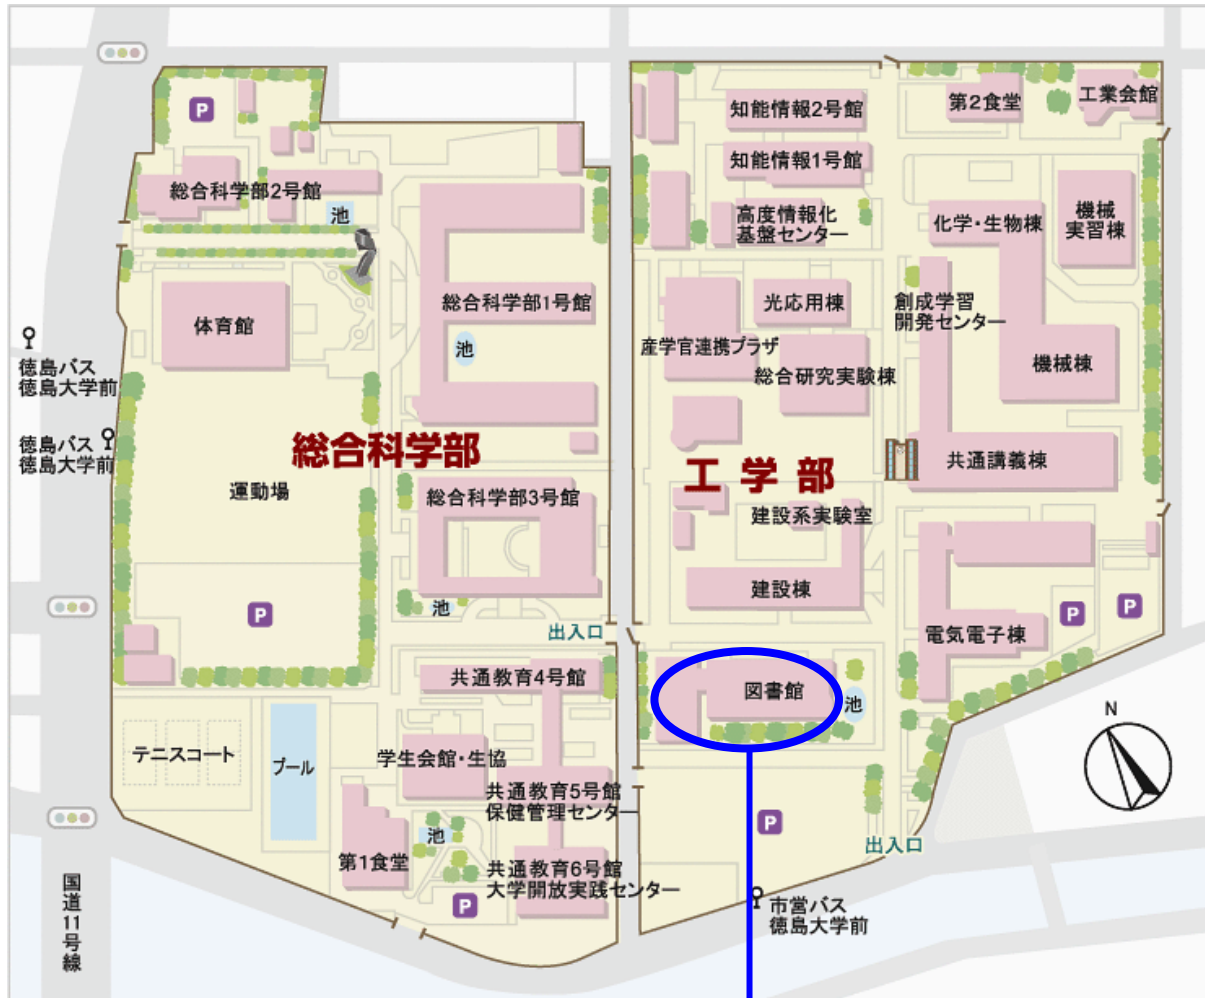 P
知能情報2号館
第2食堂
工業会館
知能情報1号館
総合科学部2号館
池
高度情報化
基盤センター
化学・生物棟
機械
実習棟
総合科学部1号館
光応用棟
創成学習
開発センター
体育館
池
産学官連携プラザ
徳島バス
徳島大学前
総合研究実験棟
機械棟
徳島バス
徳島大学前
総合科学部
工学部
共通講義棟
運動場
総合科学部3号館
建設系実験室
建設棟
池
P
P
P
出入口
電気電子棟
共通教育4号館
図書館
池
N
テニスコート
プール
学生会館・生協
共通教育5号館
保健管理センター
P
池
出入口
第1食堂
共通教育6号館
大学開放実践センター
P
国道11号線
市営バス
徳島大学前